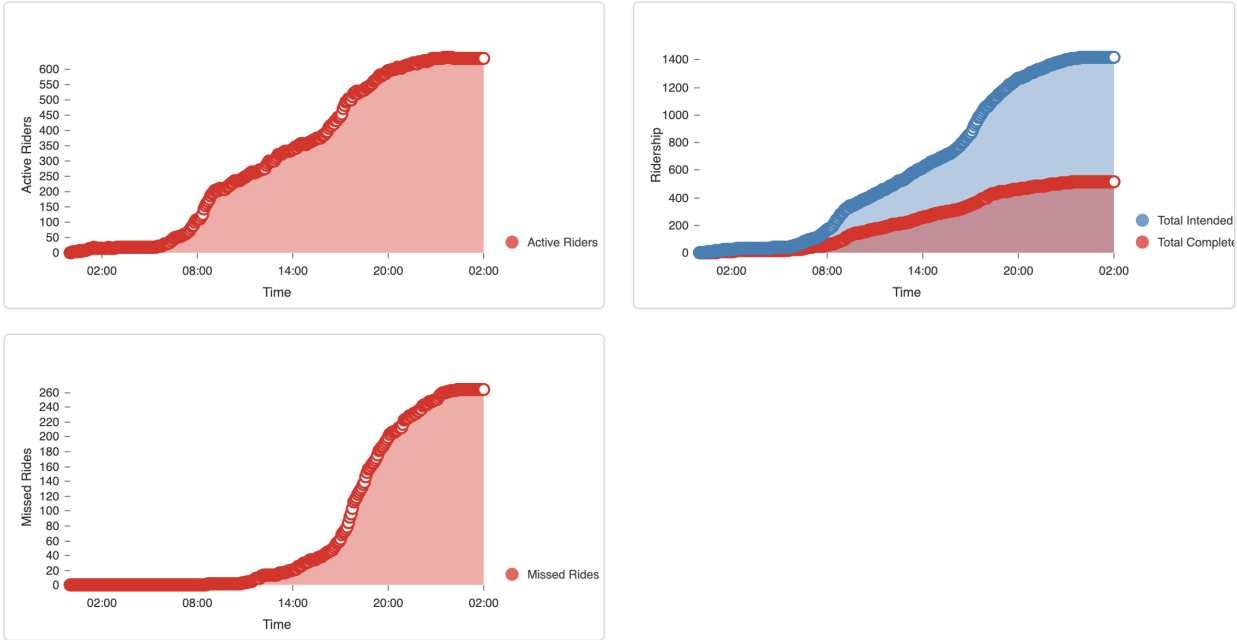 600
550
500
450
400
350
300
250
200
150
100
50
0
Active Riders
02:00 08:00 14:00 20:00 02:00
Time
Active Riders
1400
1200
1000
800
600
400
200
0
Ridership
02:00 08:00 14:00 20:00 02:00
Time
Total Intended
Total Complete
260
240
220
200
180
160
140
120
100
80
60
40
20
0
Missed Rides
02:00 08:00 14:00 20:00 02:00
Time
Missed Rides